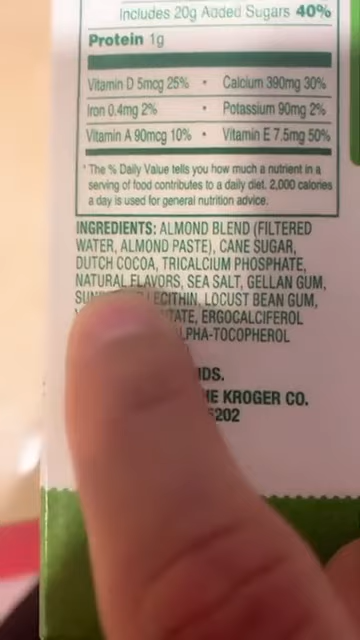 Includes 20g Added Sugars 40%
Protein 1g
Vitamin D 5mcg 25% • Calcium 390mg 30%
Iron 0.4mg 2% • Potassium 90mg 2%
Vitamin A 90mcg 10% • Vitamin E 7.5mg 50%
* The % Daily Value tells you how much a nutrient in a
serving of food contributes to a daily diet. 2,000 calories
a day is used for general nutrition advice.
INGREDIENTS: ALMOND BLEND (FILTERED
WATER, ALMOND PASTE), CANE SUGAR,
DUTCH COCOA, TRICALCIUM PHOSPHATE,
NATURAL FLAVORS, SEA SALT, GELLAN GUM,
LECITHIN, LOCUST BEAN GUM,
TATE, ERGOCALCIFEROL
LPHA-TOCOPHEROL
DS.
E KROGER CO.
5202